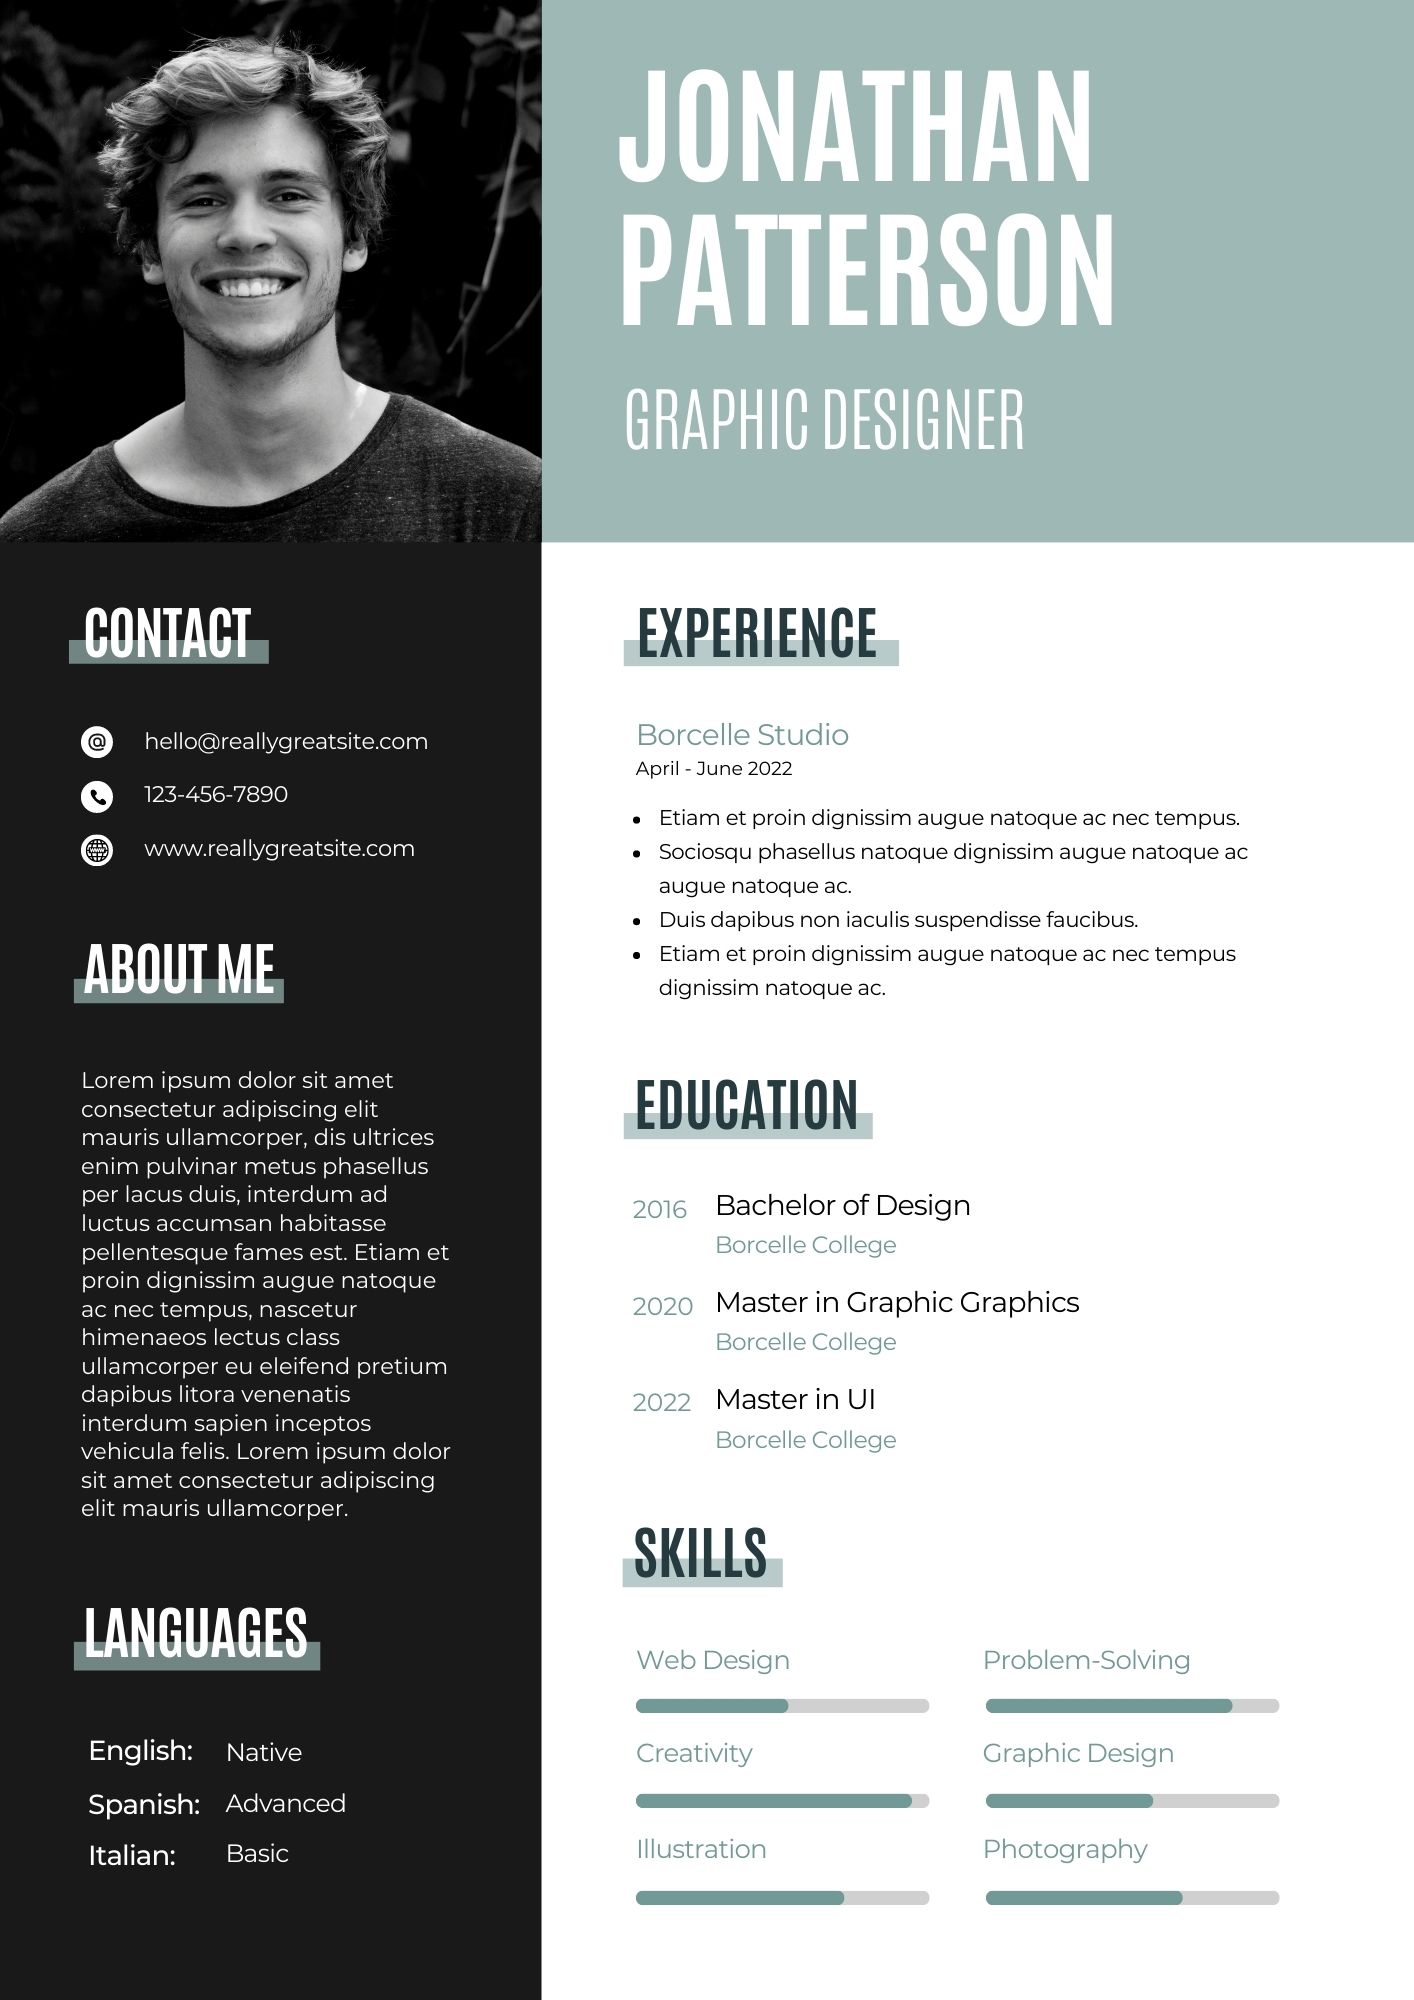 JONATHAN
PATTERSON
GRAPHIC DESIGNER
CONTACT
hello@reallygreatsite.com
123-456-7890
www.reallygreatsite.com
ABOUT ME
Lorem ipsum dolor sit amet
consectetur adipiscing elit
mauris ullamcorper, dis ultrices
enim pulvinar metus phasellus
per lacus duis, interdum ad
luctus accumsan habitasse
pellentesque fames est. Etiam et
proin dignissim augue natoque
ac nec tempus, nascetur
himenaeos lectus class
ullamcorper eu eleifend pretium
dapibus litora venenatis
interdum sapien inceptos
vehicula felis. Lorem ipsum dolor
sit amet consectetur adipiscing
elit mauris ullamcorper.
LANGUAGES
English: Native
Spanish: Advanced
Italian: Basic
EXPERIENCE
Borcelle Studio
April - June 2022
• Etiam et proin dignissim augue natoque ac nec tempus.
• Sociosqu phasellus natoque dignissim augue natoque ac
augue natoque ac.
• Duis dapibus non iaculis suspendisse faucibus.
• Etiam et proin dignissim augue natoque ac nec tempus
dignissim natoque ac.
EDUCATION
2016 Bachelor of Design
Borcelle College
2020 Master in Graphic Graphics
Borcelle College
2022 Master in UI
Borcelle College
SKILLS
Web Design Problem-Solving
Creativity Graphic Design
Illustration Photography